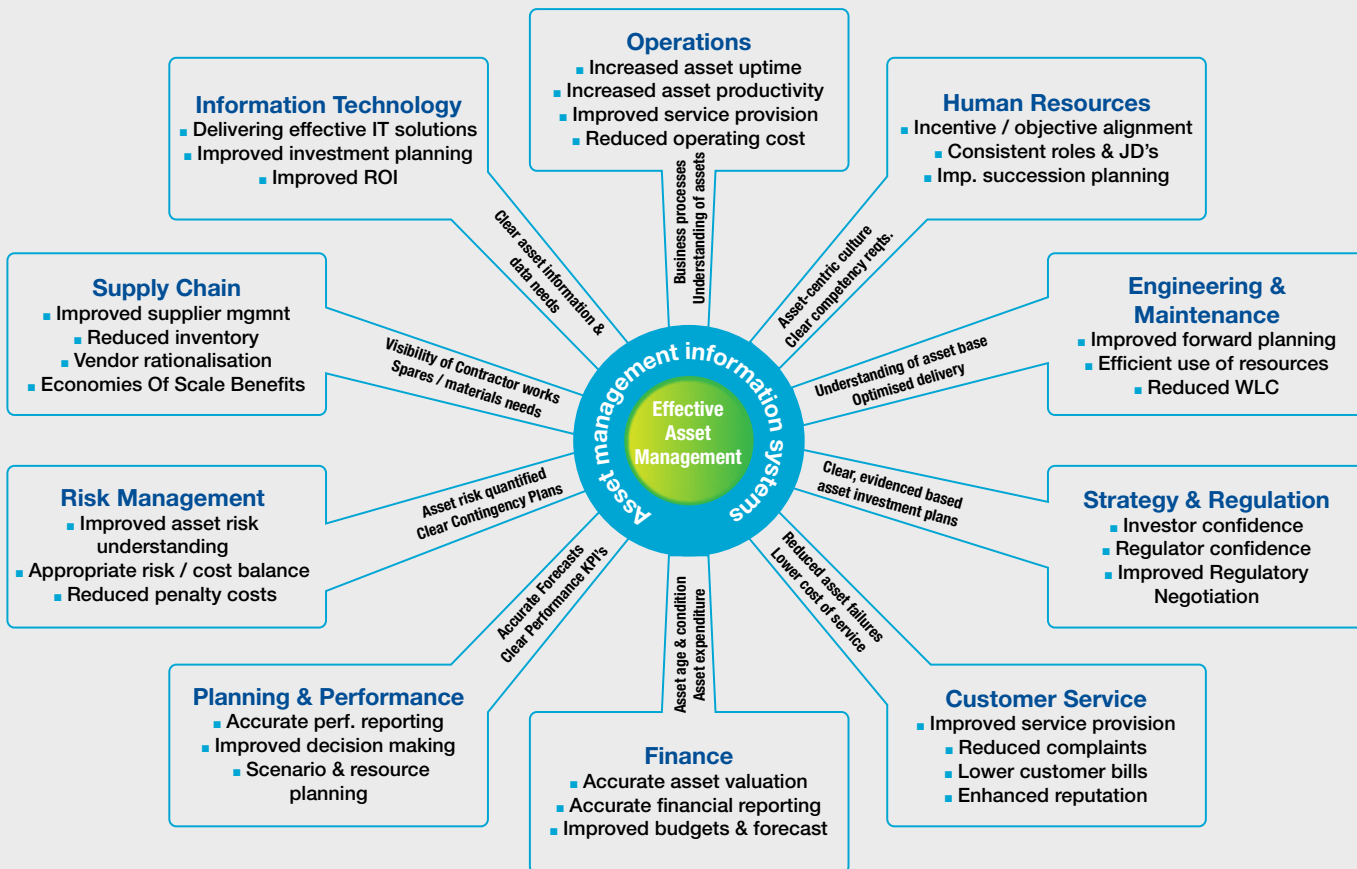 Operations
▪ Increased asset uptime
▪ Increased asset productivity
▪ Improved service provision
▪ Reduced operating cost
Business processes
Understanding of assets
Information Technology
▪ Delivering effective IT solutions
▪ Improved investment planning
▪ Improved ROI
Clear asset information &
data needs
Human Resources
▪ Incentive / objective alignment
▪ Consistent roles & JD's
▪ Imp. succession planning
Asset-centric culture
Clear competency reqts.
Supply Chain
▪ Improved supplier mgmnt
▪ Reduced inventory
▪ Vendor rationalisation
▪ Economies Of Scale Benefits
Visibility of Contractor works
Spares / materials needs
Engineering &
Maintenance
▪ Improved forward planning
▪ Efficient use of resources
▪ Reduced WLC
Understanding of asset base
Optimised delivery
Asset management information systems
Effective
Asset
Management
Risk Management
▪ Improved asset risk
understanding
▪ Appropriate risk / cost balance
▪ Reduced penalty costs
Asset risk quantified
Clear Contingency Plans
Clear, evidenced based
asset investment plans
Strategy & Regulation
▪ Investor confidence
▪ Regulator confidence
▪ Improved Regulatory
Negotiation
Planning & Performance
▪ Accurate perf. reporting
▪ Improved decision making
▪ Scenario & resource
planning
Accurate Forecasts
Clear Performance KPI's
Asset age & condition
Asset expenditure
Finance
▪ Accurate asset valuation
▪ Accurate financial reporting
▪ Improved budgets & forecast
Reduced asset failures
Lower cost of service
Customer Service
▪ Improved service provision
▪ Reduced complaints
▪ Lower customer bills
▪ Enhanced reputation